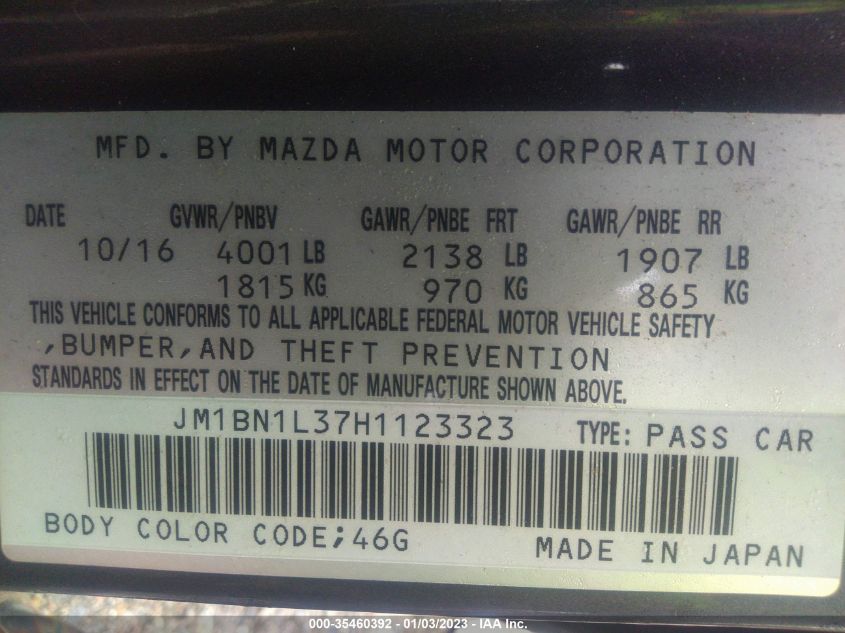 MFD. BY MAZDA MOTOR CORPORATION
DATE GVWR/PNBV GAWR/PNBE FRT GAWR/PNBE RR
10/16 4001 LB 2138 LB 1907 LB
1815 KG 970 KG 865 KG
THIS VEHICLE CONFORMS TO ALL APPLICABLE FEDERAL MOTOR VEHICLE SAFETY
,BUMPER,AND THEFT PREVENTION
STANDARDS IN EFFECT ON THE DATE OF MANUFACTURE SHOWN ABOVE.
JM1BN1L37H1123323 TYPE: PASS CAR
BODY COLOR CODE;46G MADE IN JAPAN
000-35460392 - 01/03/2023 - IAA Inc.